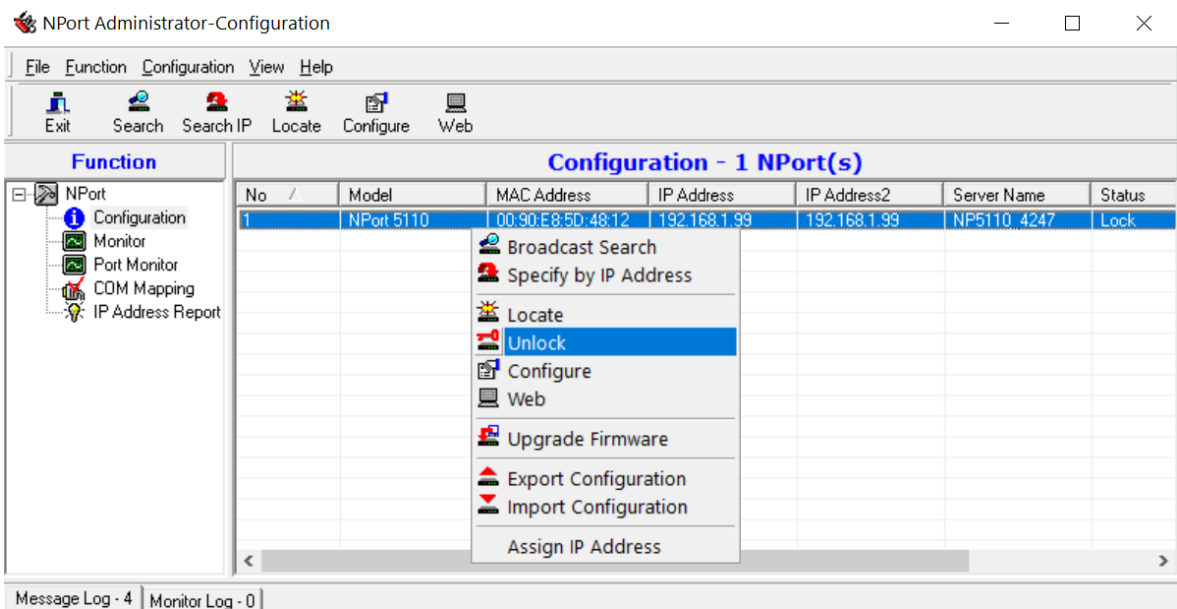 NPort Administrator-Configuration
File Function Configuration View Help
Exit Search Search IP Locate Configure Web
Function
Configuration - 1 NPort(s)
NPort
Configuration
Monitor
Port Monitor
COM Mapping
IP Address Report
No Model MAC Address IP Address IP Address2 Server Name Status
1 NPort 5110 00:90:E8:5D:48:12 192.168.1.99 192.168.1.99 NP5110_4247 Lock
Broadcast Search
Specify by IP Address
Locate
Unlock
Configure
Web
Upgrade Firmware
Export Configuration
Import Configuration
Assign IP Address
Message Log - 4 Monitor Log - 0